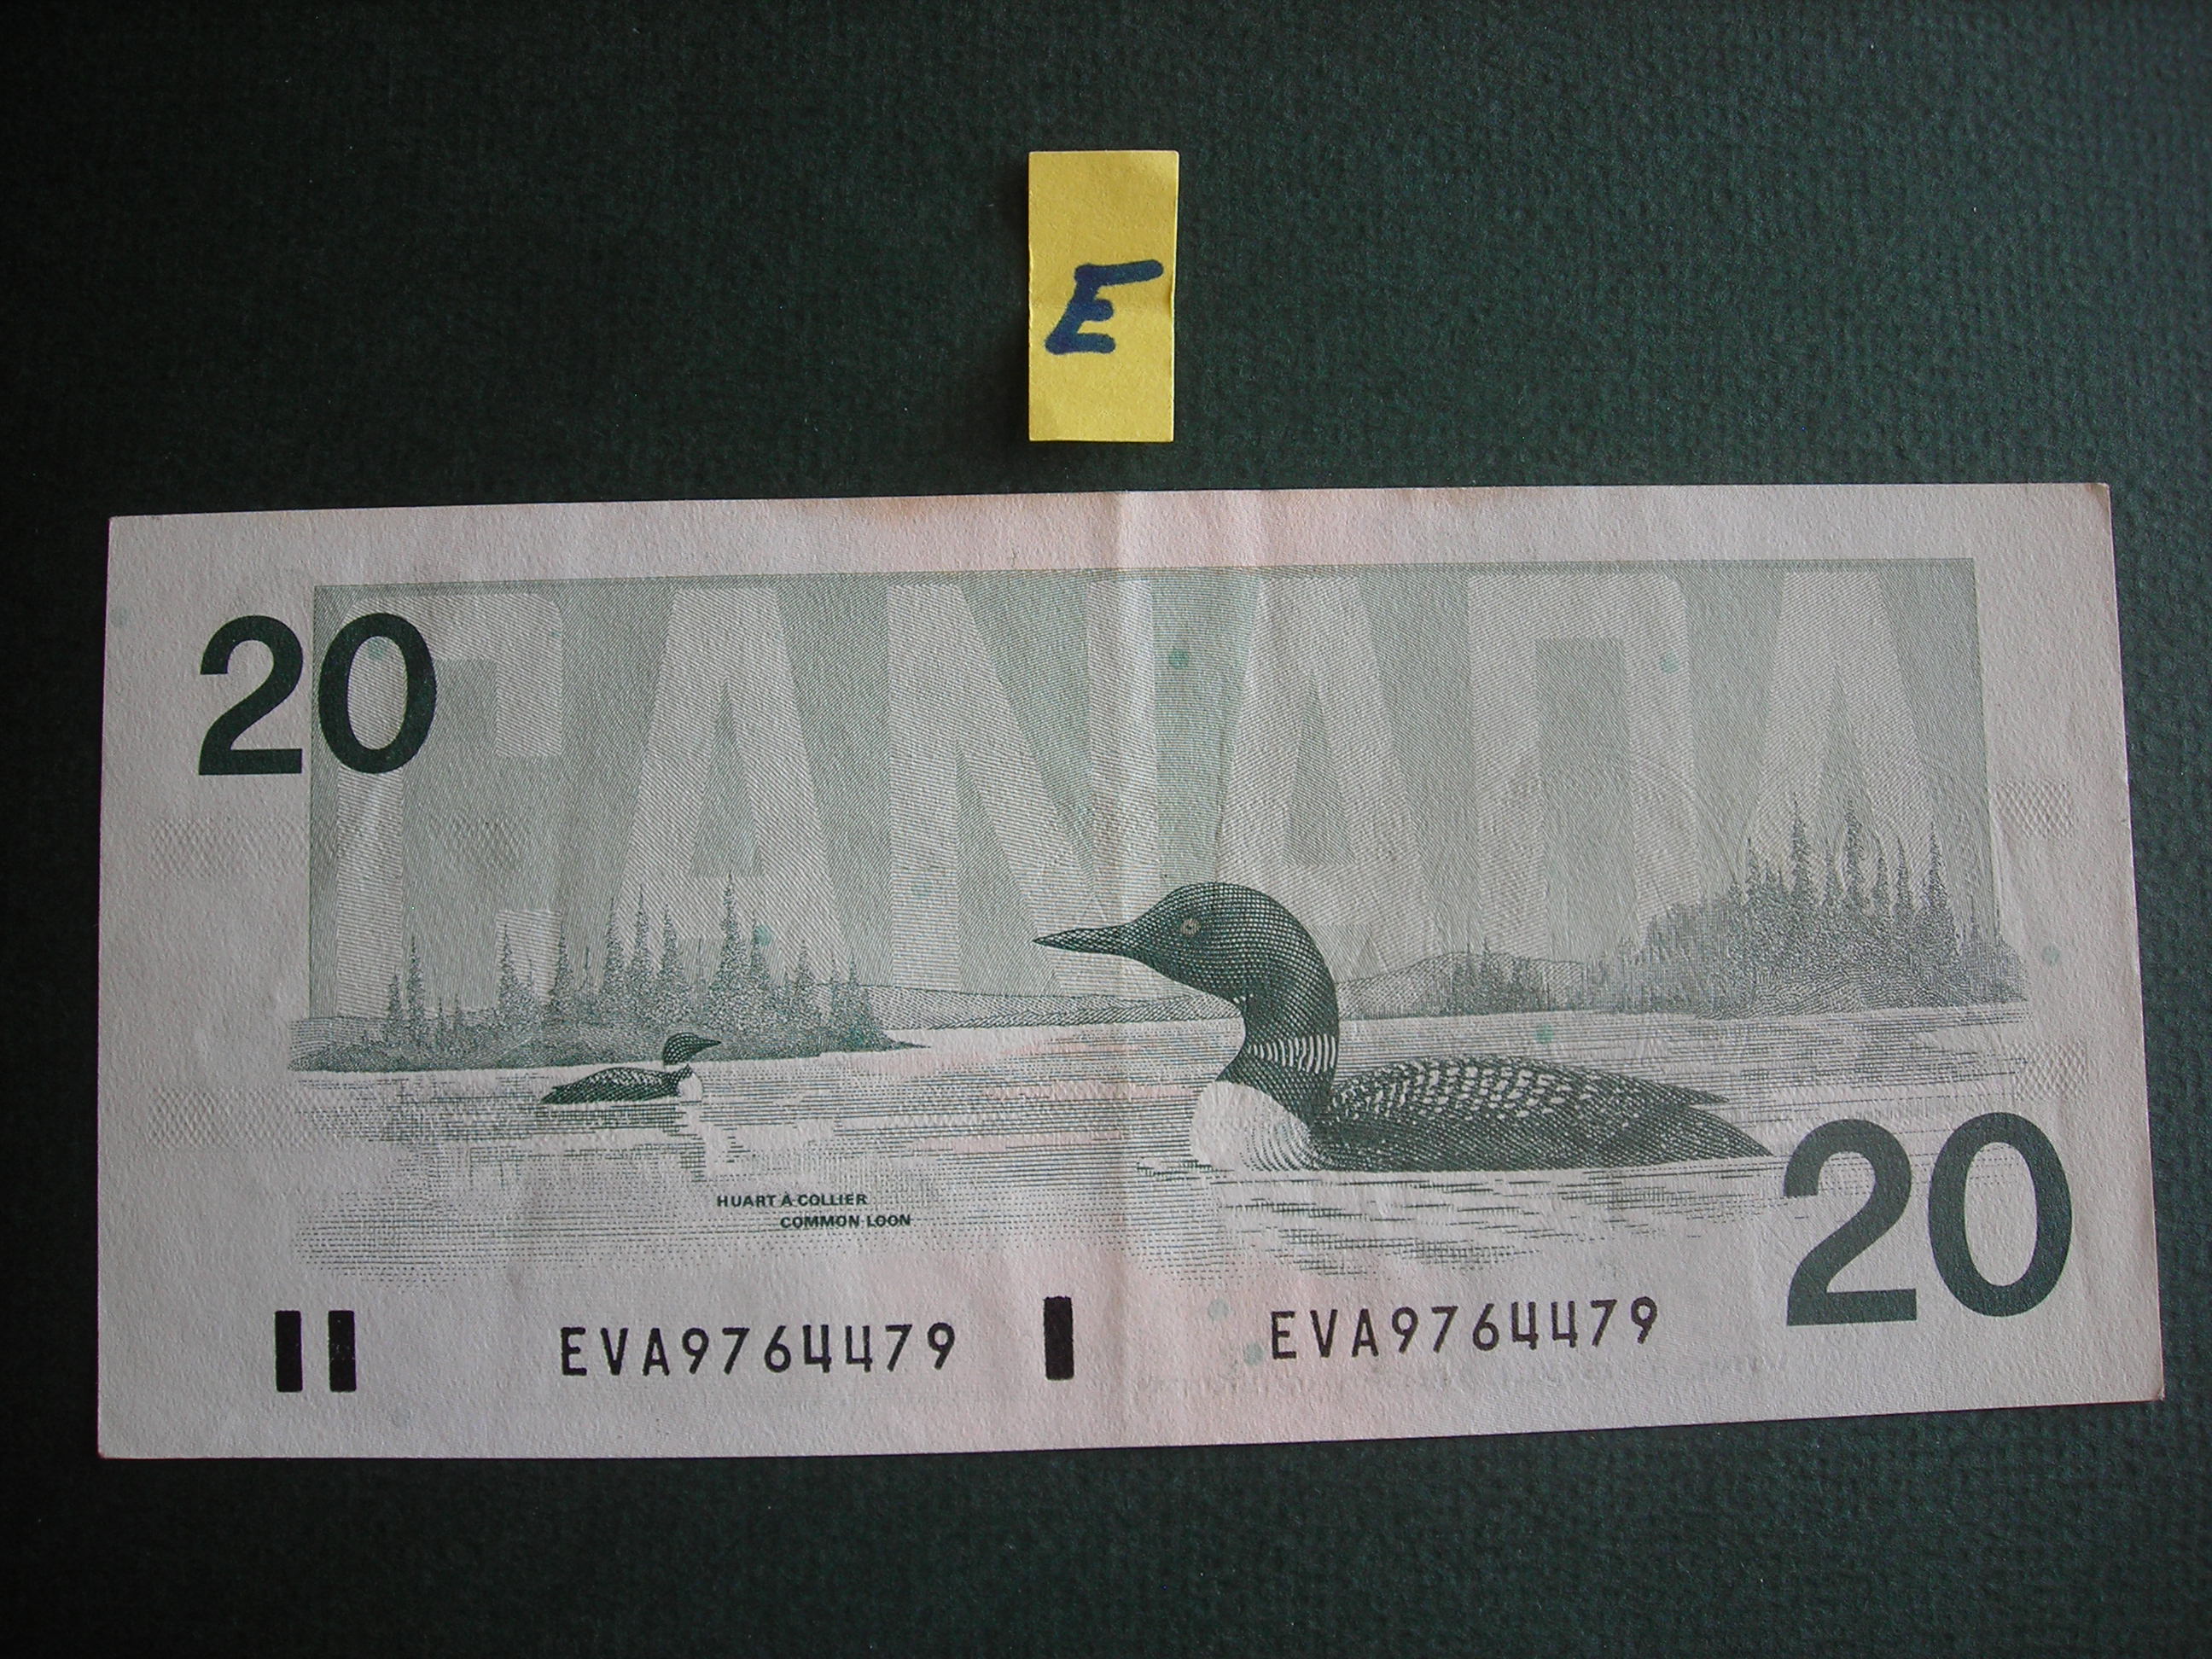 E
20
CANADA
HUART À COLLIER
COMMON LOON
20
EVA9764479
EVA9764479